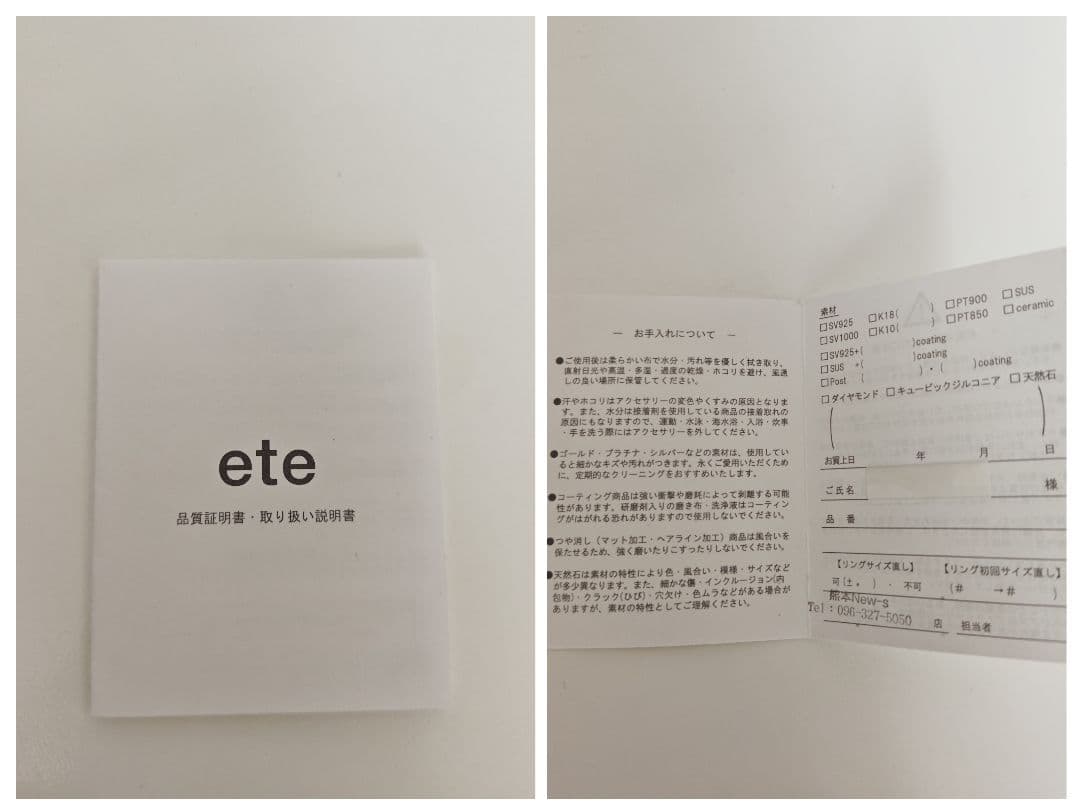 ete
品質証明書・取り扱い説明書
― お手入れについて ―
●ご使用後は柔らかい布で水分・汚れ等を優しく拭き取り、
直射日光や高温・多湿・過度の乾燥・ホコリを避け、風通
しの良い場所に保管してください。
●汗やホコリはアクセサリーの変色やくすみの原因となりま
す。また、水分は接着剤を使用している商品の接着取れの
原因にもなりますので、運動・水泳・海水浴・入浴・炊事
・手を洗う際にはアクセサリーを外してください。
●ゴールド・プラチナ・シルバーなどの素材は、使用してい
ると細かなキズや汚れがつきます。永くご愛用いただくため
に、定期的なクリーニングをおすすめいたします。
●コーティング商品は強い衝撃や磨耗によって剥離する可能
性があります。研磨剤入りの磨き布・洗浄液はコーティン
グがはがれる恐れがありますので使用しないでください。
●つや消し（マット加工・ヘアライン加工）商品は風合いを
保たせるため、強く磨いたりこすったりしないでください。
●天然石は素材の特性により色・風合い・模様・サイズなど
が多少異なります。また、細かな傷・インクルージョン(内
包物)・クラック(ひび)・穴欠け・色ムラなどがある場合が
ありますが、素材の特性としてご理解ください。
素材
□SV925 □K18( ) □PT900 □SUS
□SV1000 □K10( ) □PT850 □ceramic
□SV925+( )coating
□SUS +( )coating
□Post ( )・( )coating
□ダイヤモンド □キュービックジルコニア □天然石
( )
お買上日 年 月 日
ご氏名 様
品 番
【リングサイズ直し】 【リング初回サイズ直し】
可(± 。 )・ 不可 (# →# )
熊本New-s
Tel：096-327-5050 店 担当者